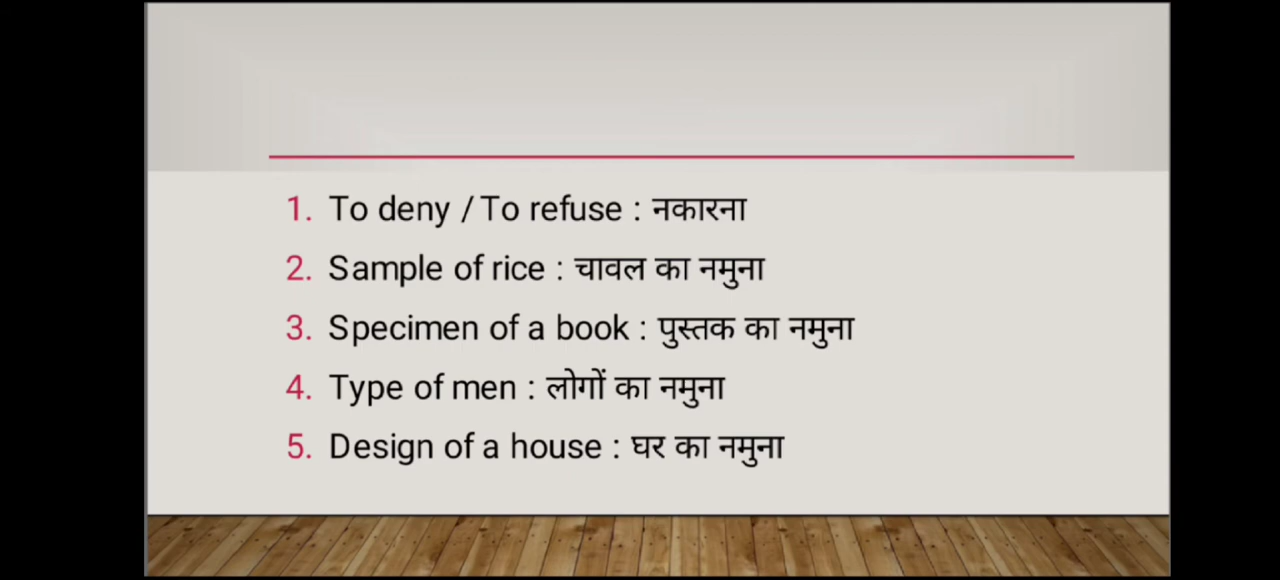 1. To deny / To refuse : नकारना
2. Sample of rice : चावल का नमुना
3. Specimen of a book : पुस्तक का नमुना
4. Type of men : लोगों का नमुना
5. Design of a house : घर का नमुना